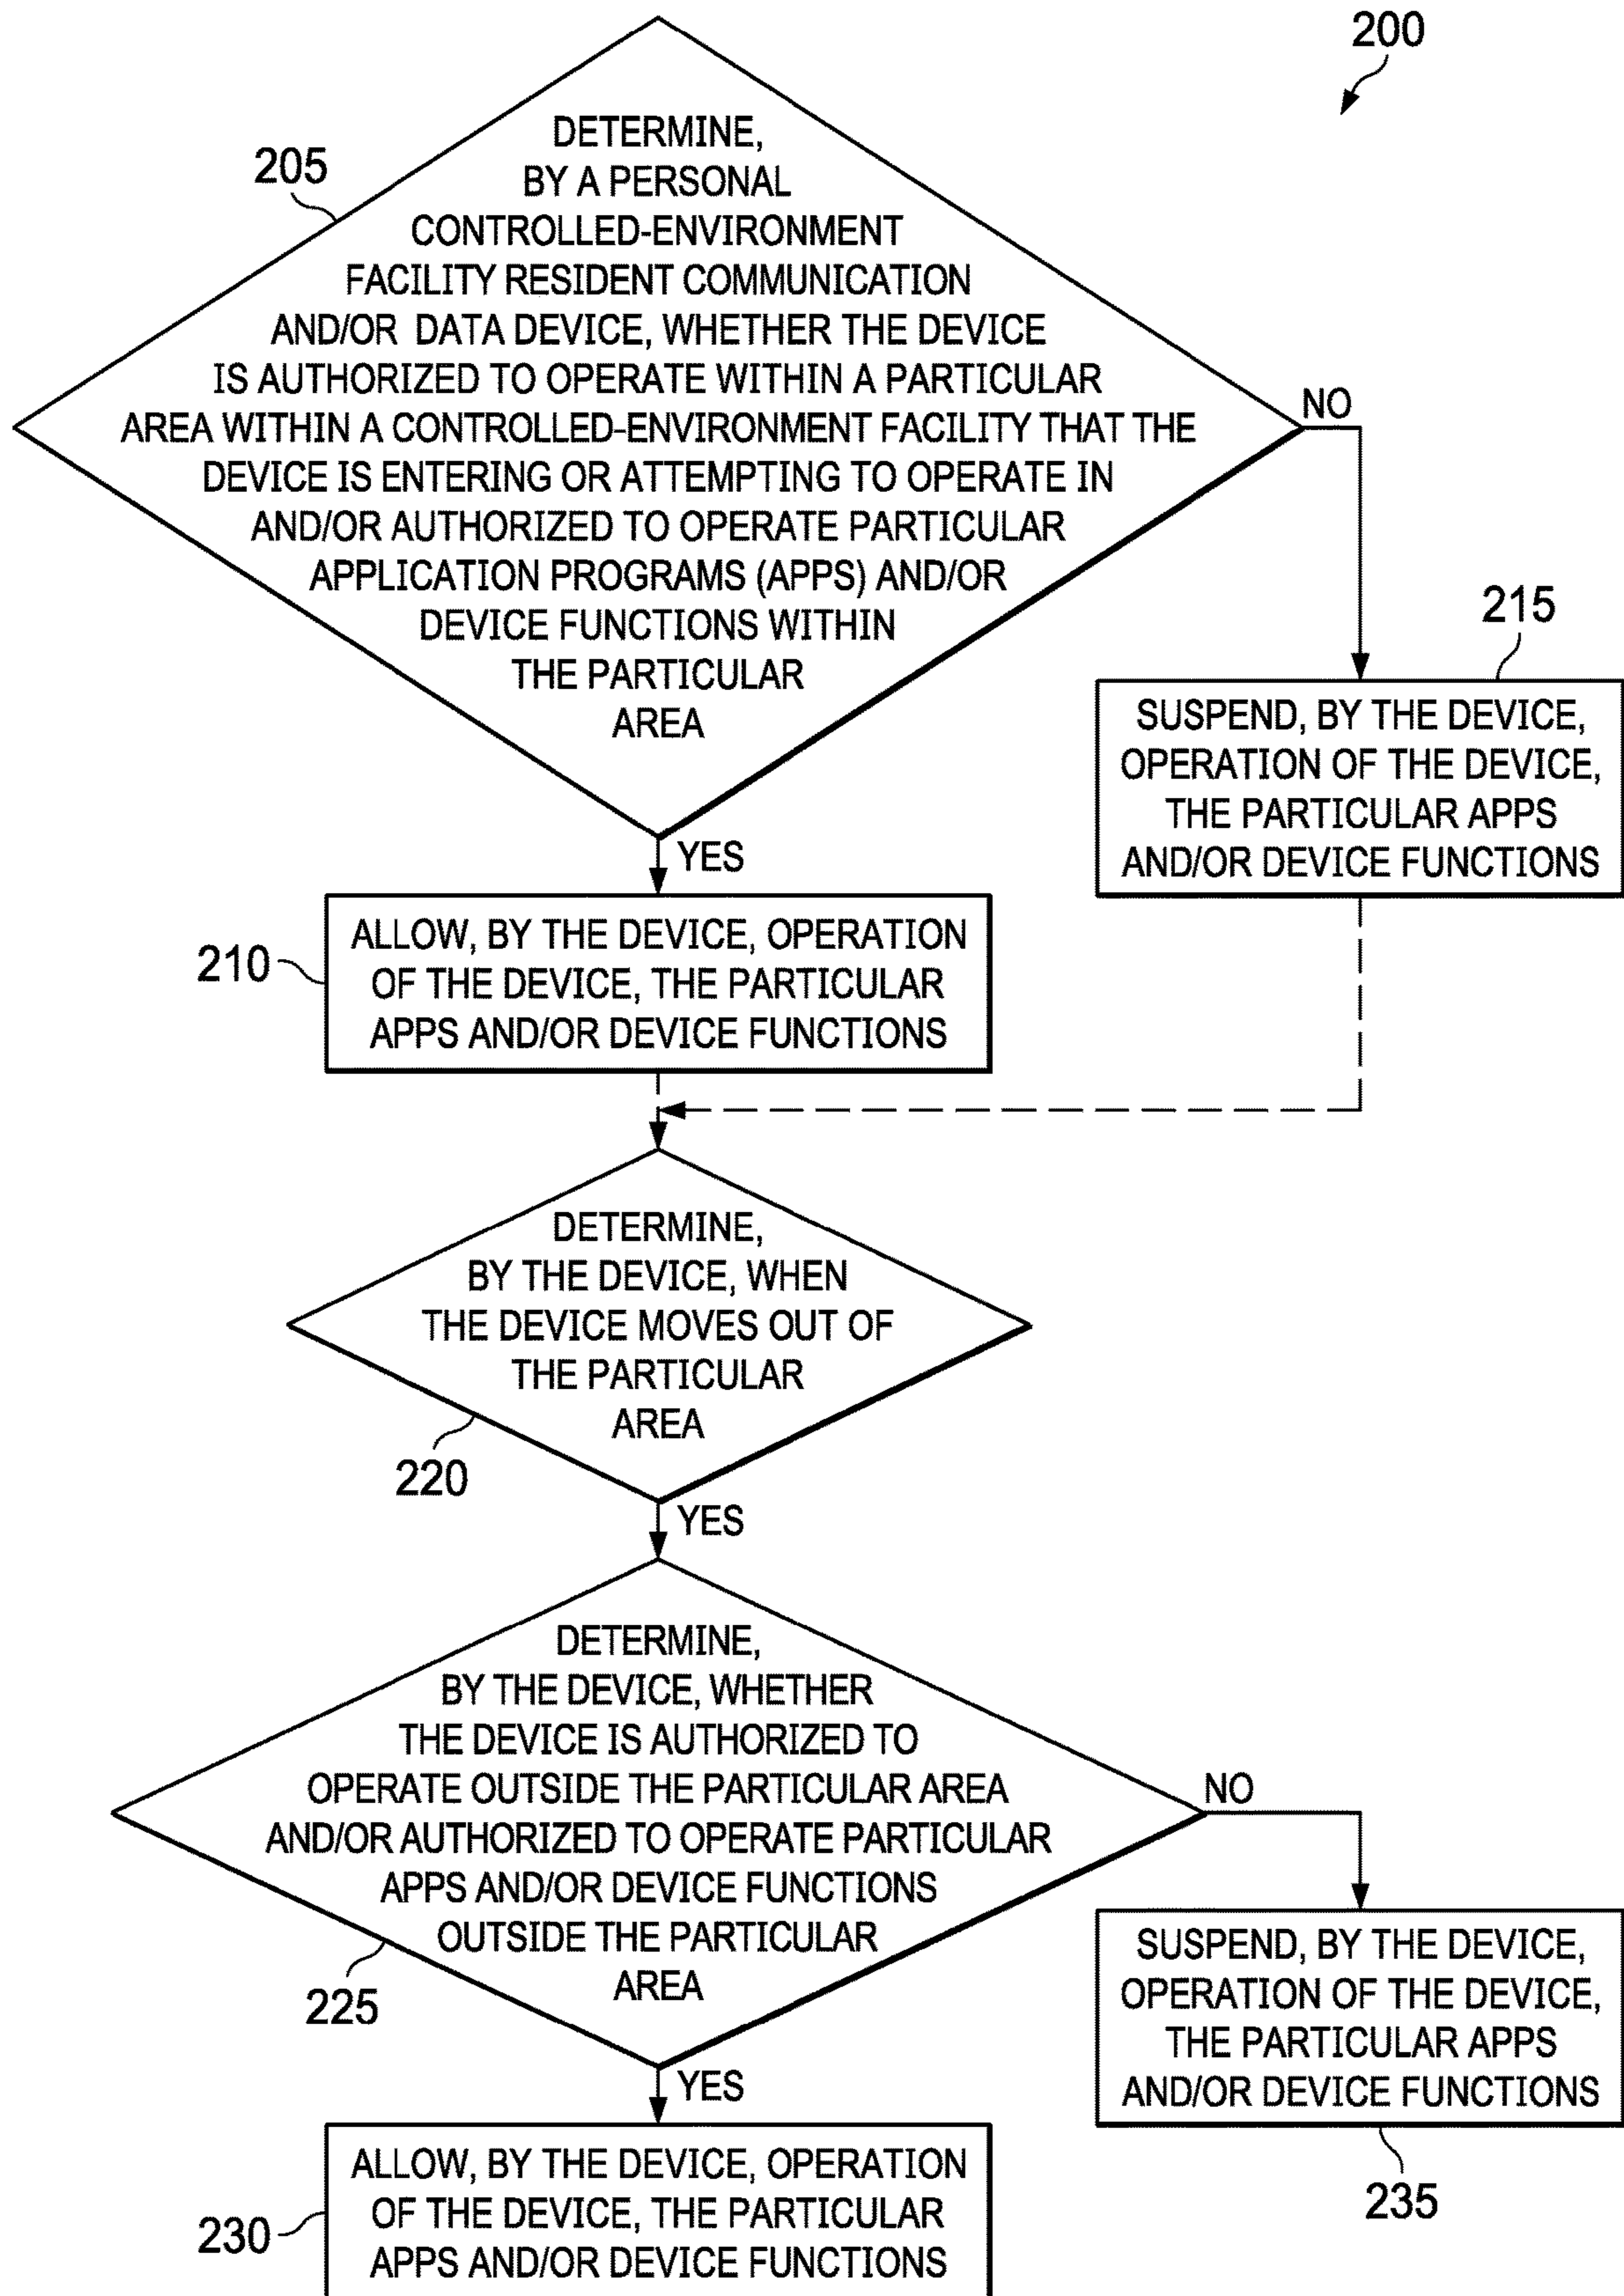 200
205
DETERMINE,
BY A PERSONAL
CONTROLLED-ENVIRONMENT
FACILITY RESIDENT COMMUNICATION
AND/OR DATA DEVICE, WHETHER THE DEVICE
IS AUTHORIZED TO OPERATE WITHIN A PARTICULAR
AREA WITHIN A CONTROLLED-ENVIRONMENT FACILITY THAT THE
DEVICE IS ENTERING OR ATTEMPTING TO OPERATE IN
AND/OR AUTHORIZED TO OPERATE PARTICULAR
APPLICATION PROGRAMS (APPS) AND/OR
DEVICE FUNCTIONS WITHIN
THE PARTICULAR
AREA
NO
215
SUSPEND, BY THE DEVICE,
OPERATION OF THE DEVICE,
THE PARTICULAR APPS
AND/OR DEVICE FUNCTIONS
YES
210
ALLOW, BY THE DEVICE, OPERATION
OF THE DEVICE, THE PARTICULAR
APPS AND/OR DEVICE FUNCTIONS
DETERMINE,
BY THE DEVICE, WHEN
THE DEVICE MOVES OUT OF
THE PARTICULAR
AREA
220
YES
DETERMINE,
BY THE DEVICE, WHETHER
THE DEVICE IS AUTHORIZED TO
OPERATE OUTSIDE THE PARTICULAR AREA
AND/OR AUTHORIZED TO OPERATE PARTICULAR
APPS AND/OR DEVICE FUNCTIONS
OUTSIDE THE PARTICULAR
AREA
225
NO
SUSPEND, BY THE DEVICE,
OPERATION OF THE DEVICE,
THE PARTICULAR APPS
AND/OR DEVICE FUNCTIONS
235
YES
230
ALLOW, BY THE DEVICE, OPERATION
OF THE DEVICE, THE PARTICULAR
APPS AND/OR DEVICE FUNCTIONS